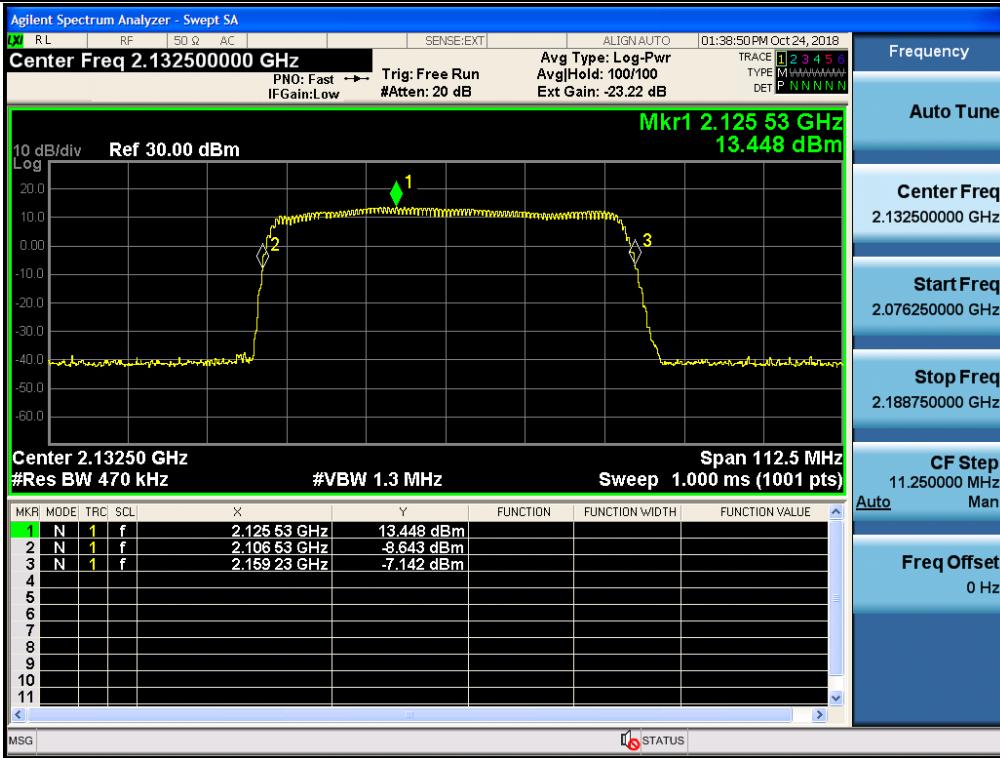 Agilent Spectrum Analyzer - Swept SA
LXI RL RF 50 Ω AC SENSE:EXT ALIGN AUTO 01:38:50 PM Oct 24, 2018
Center Freq 2.132500000 GHz
PNO: Fast
IFGain:Low
Trig: Free Run
#Atten: 20 dB
Avg Type: Log-Pwr
Avg|Hold: 100/100
Ext Gain: -23.22 dB
TRACE 1 2 3 4 5 6
TYPE M
DET P N N N N N
Mkr1 2.125 53 GHz
13.448 dBm
10 dB/div Ref 30.00 dBm
Log
20.0
10.0
0.00
-10.0
-20.0
-30.0
-40.0
-50.0
-60.0
1
2
3
Center 2.13250 GHz Span 112.5 MHz
#Res BW 470 kHz #VBW 1.3 MHz Sweep 1.000 ms (1001 pts)
MKR MODE TRC SCL X Y FUNCTION FUNCTION WIDTH FUNCTION VALUE
1 N 1 f 2.125 53 GHz 13.448 dBm
2 N 1 f 2.106 53 GHz -8.643 dBm
3 N 1 f 2.159 23 GHz -7.142 dBm
4
5
6
7
8
9
10
11
MSG STATUS
Frequency
Auto Tune
Center Freq
2.132500000 GHz
Start Freq
2.076250000 GHz
Stop Freq
2.188750000 GHz
CF Step
11.250000 MHz
Auto Man
Freq Offset
0 Hz